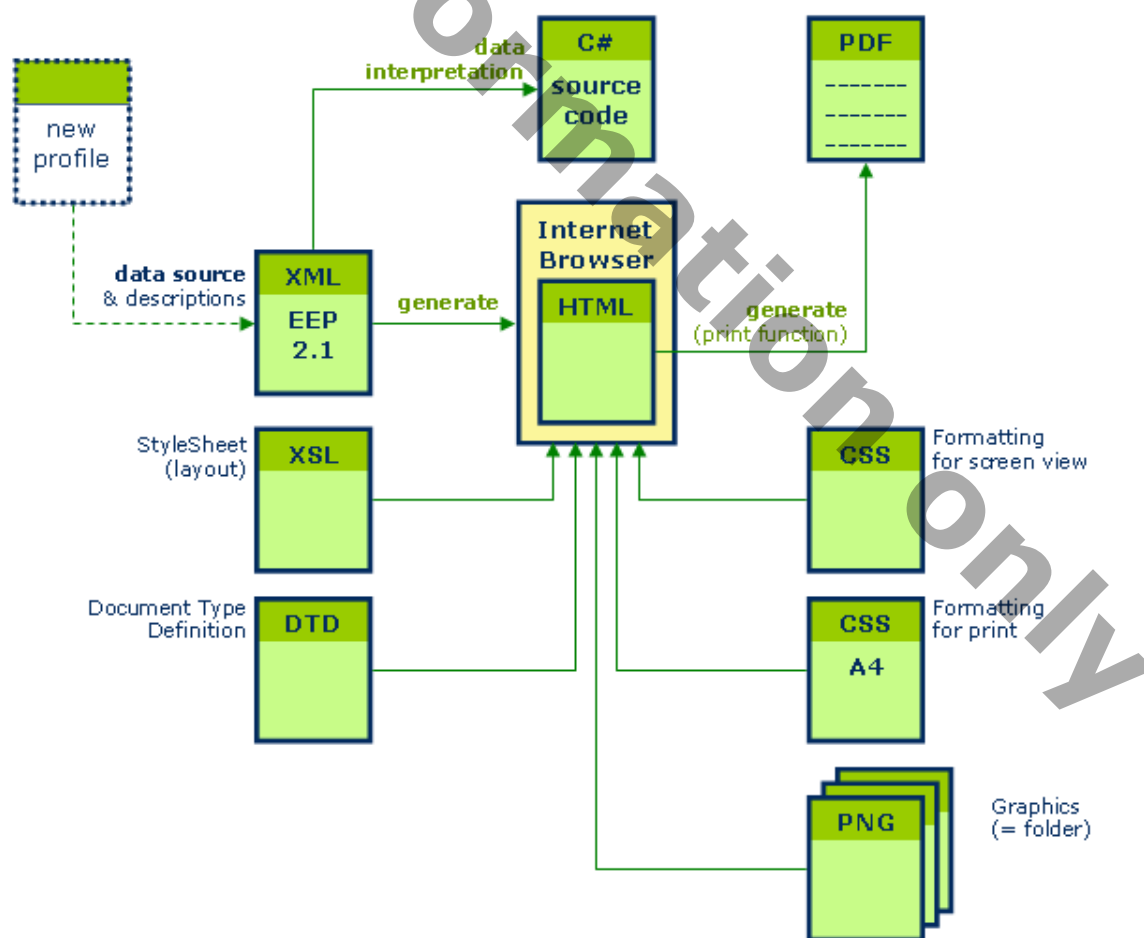 data
interpretation
C#
source
code
PDF
-------
-------
-------
new
profile
data source
& descriptions
XML
EEP
2.1
generate
Internet
Browser
HTML
generate
(print function)
StyleSheet
(layout)
XSL
CSS
Formatting
for screen view
Document Type
Definition
DTD
CSS
A4
Formatting
for print
PNG
Graphics
(= folder)
ormation only